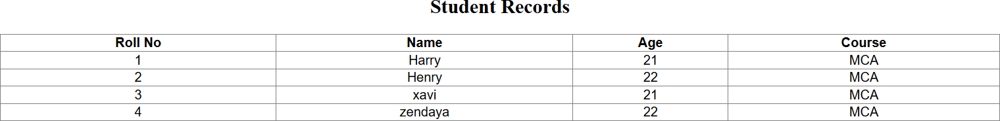 Student Records
Roll No Name Age Course
1 Harry 21 MCA
2 Henry 22 MCA
3 xavi 21 MCA
4 zendaya 22 MCA